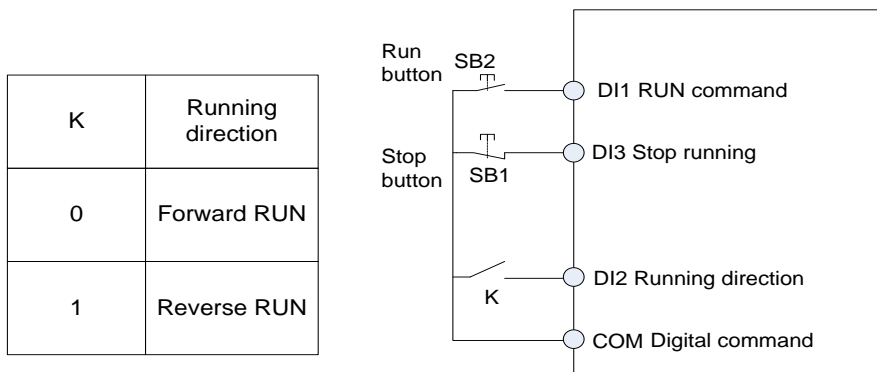 K
Running
direction
0
Forward RUN
1
Reverse RUN
Run
button
SB2
DI1 RUN command
Stop
button
SB1
DI3 Stop running
K
DI2 Running direction
COM Digital command